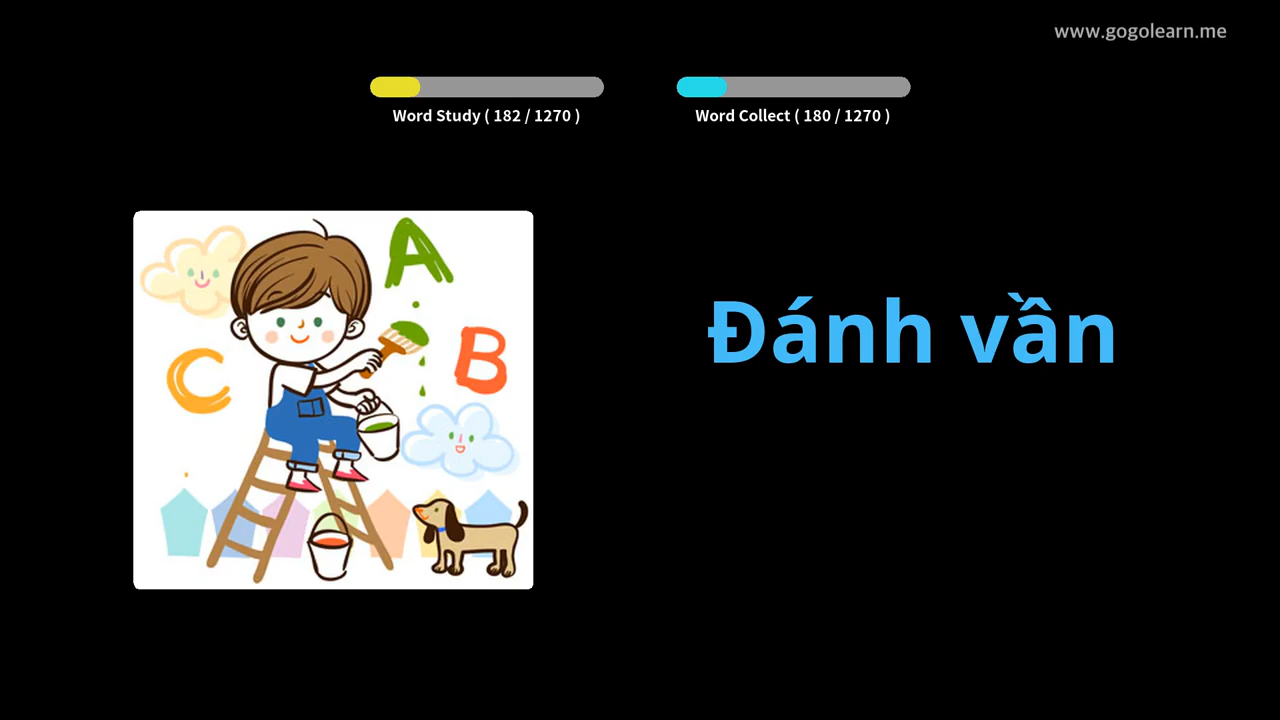 www.gogolearn.me
Word Study ( 182 / 1270 )
Word Collect ( 180 / 1270 )
A
B
C
Đánh vần